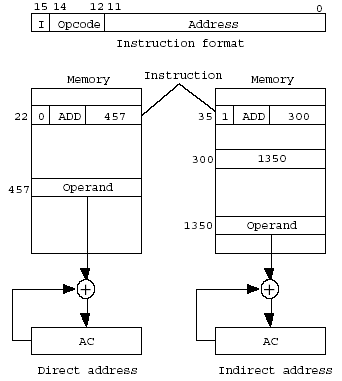 15 14 12 11 0
I Opcode Address
Instruction format
Memory Instruction Memory
22 0 ADD 457 35 1 ADD 300
300 1350
457 Operand
1350 Operand
+ +
AC AC
Direct address Indirect address